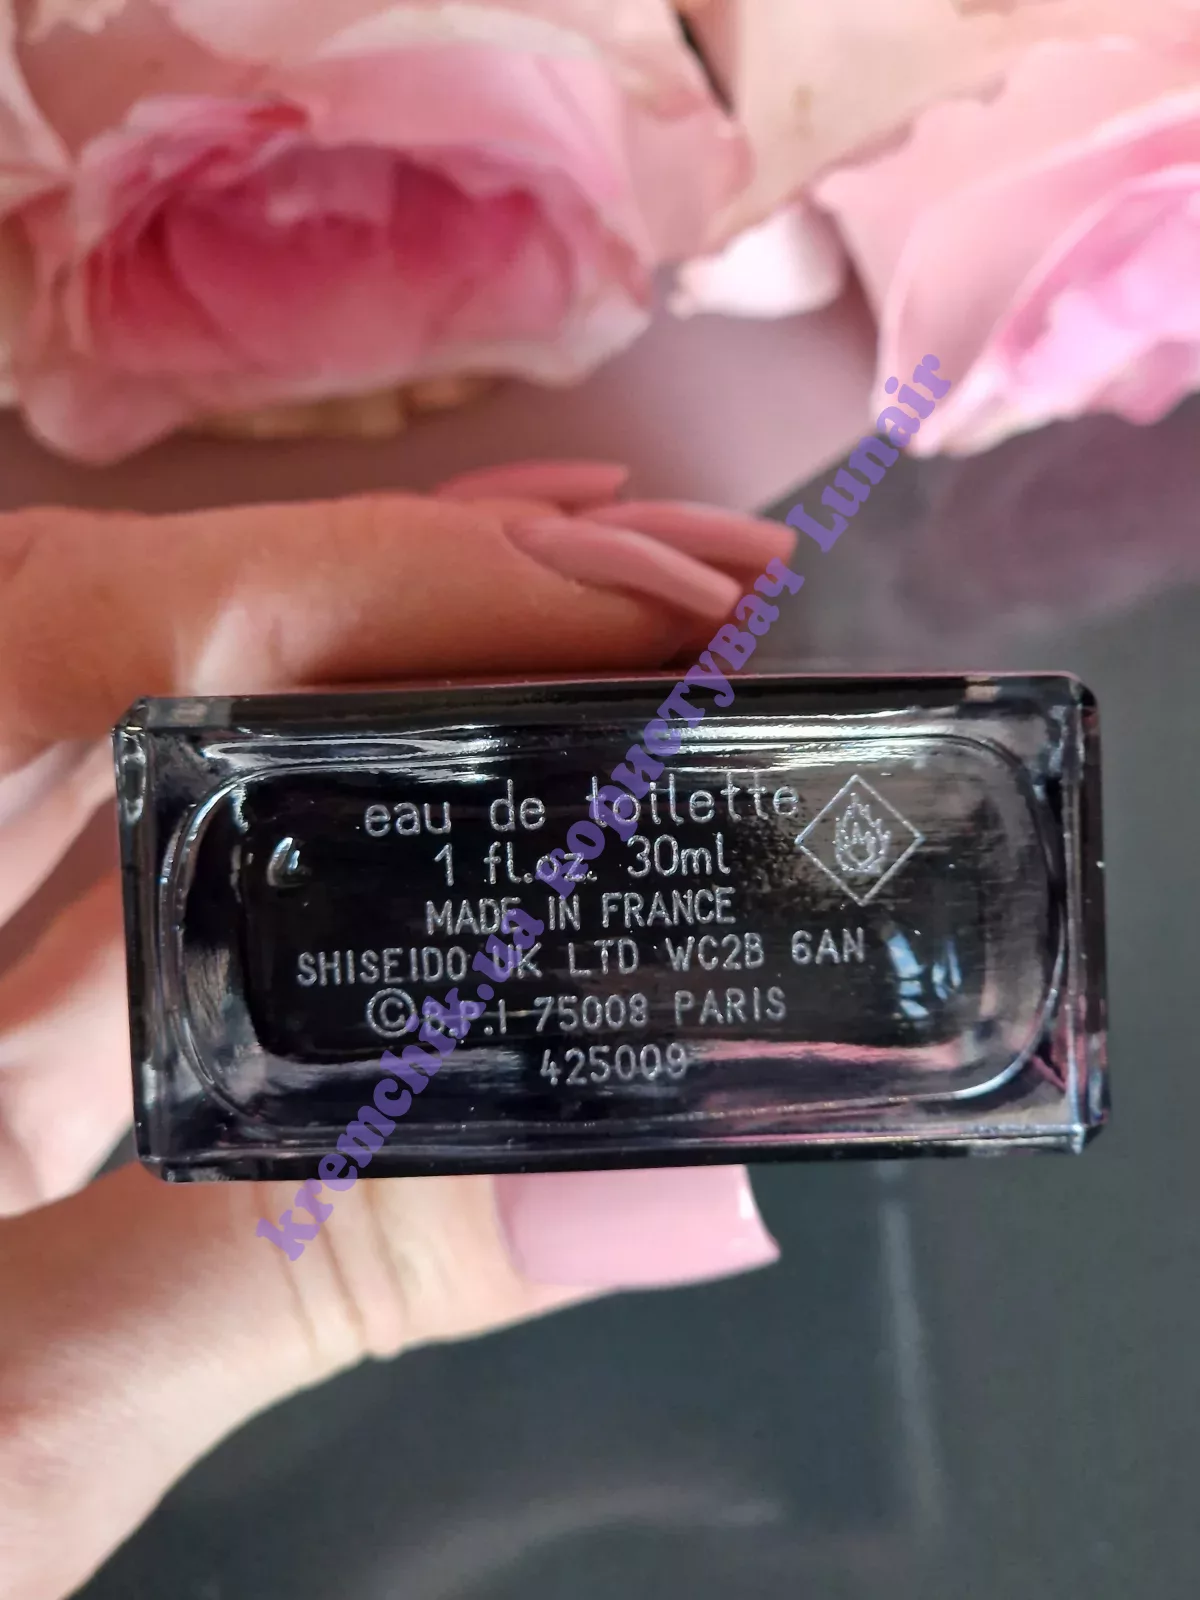 eau de toilette
1 fl.oz. 30ml
MADE IN FRANCE
SHISEIDO UK LTD WC2B 6AN
©B.P.I 75008 PARIS
425009
kremchik.ua користувач Lunair